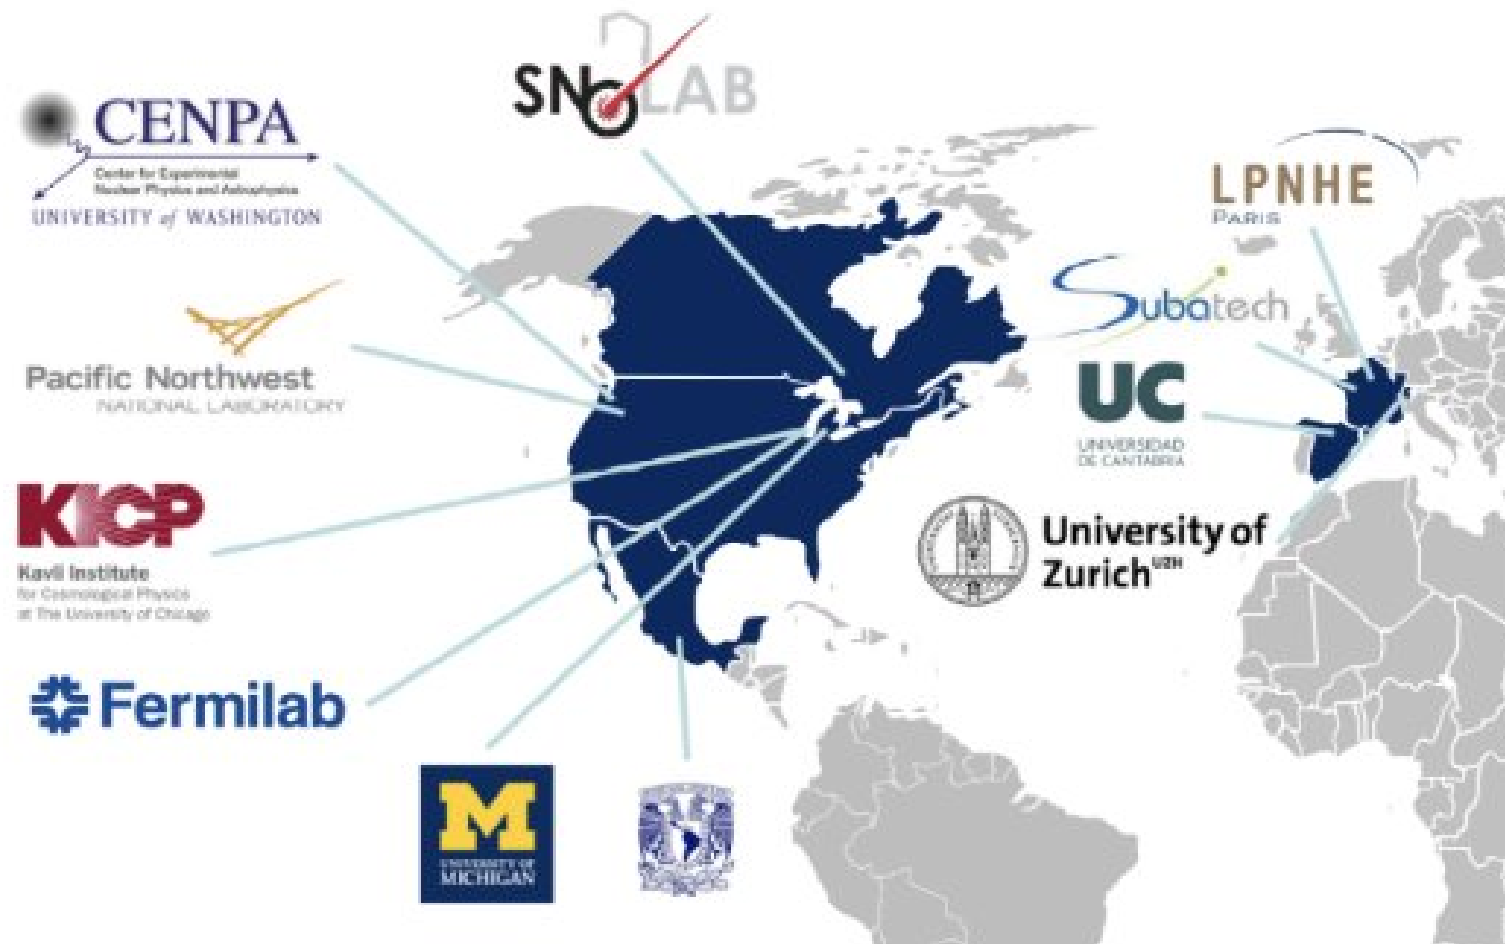 SNOLAB
CENPA
Center for Experimental
Nuclear Physics and Astrophysics
UNIVERSITY of WASHINGTON
LPNHE
PARIS
Subatech
Pacific Northwest
NATIONAL LABORATORY
UC
UNIVERSIDAD
DE CANTABRIA
KICP
Kavli Institute
for Cosmological Physics
at The University of Chicago
University of
Zurich UZH
Fermilab
M
UNIVERSITY OF
MICHIGAN